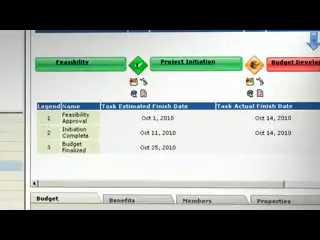 Feasibility Project Initiation Budget Develop
Legend Name Task Estimated Finish Date Task Actual Finish Date
1 Feasibility Approval Oct 1, 2010 Oct 14, 2010
2 Initiation Complete Oct 11, 2010 Oct 14, 2010
3 Budget Finalized Oct 25, 2010
Budget Benefits Members Properties